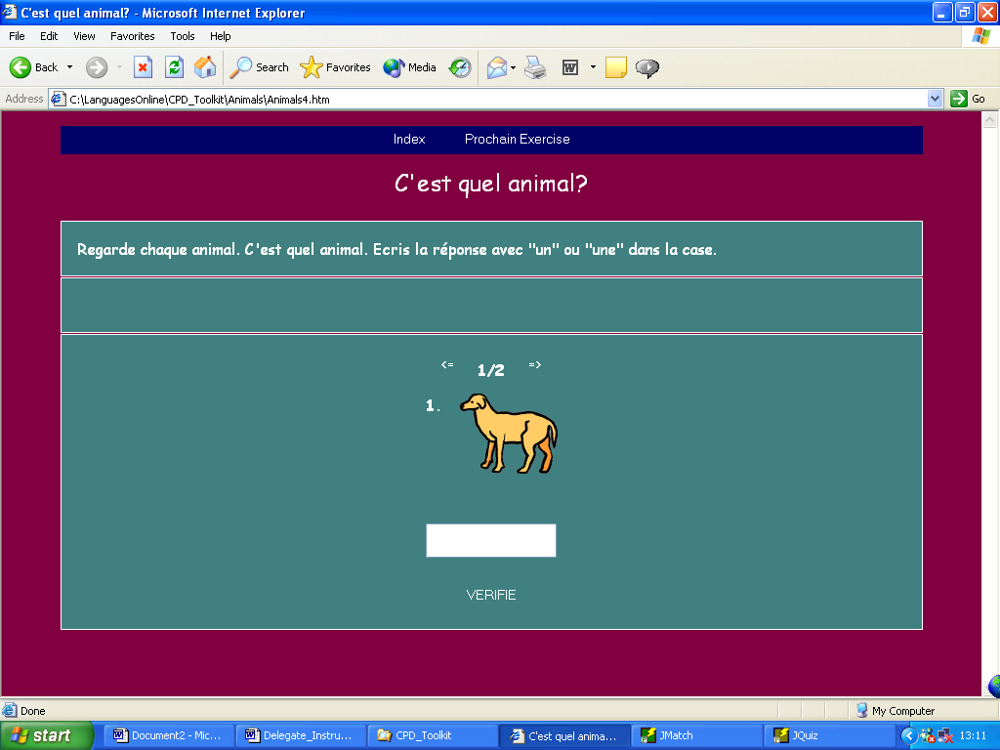 C'est quel animal? - Microsoft Internet Explorer
File Edit View Favorites Tools Help
Back Search Favorites Media
Address C:\LanguagesOnline\CPD_Toolkit\Animals\Animals4.htm Go
Index Prochain Exercise
C'est quel animal?
Regarde chaque animal. C'est quel animal. Ecris la réponse avec "un" ou "une" dans la case.
<= 1/2 =>
1.
VERIFIE
Done My Computer
start Document2 - Mic... Delegate_Instru... CPD_Toolkit C'est quel anima... JMatch JQuiz 13:11